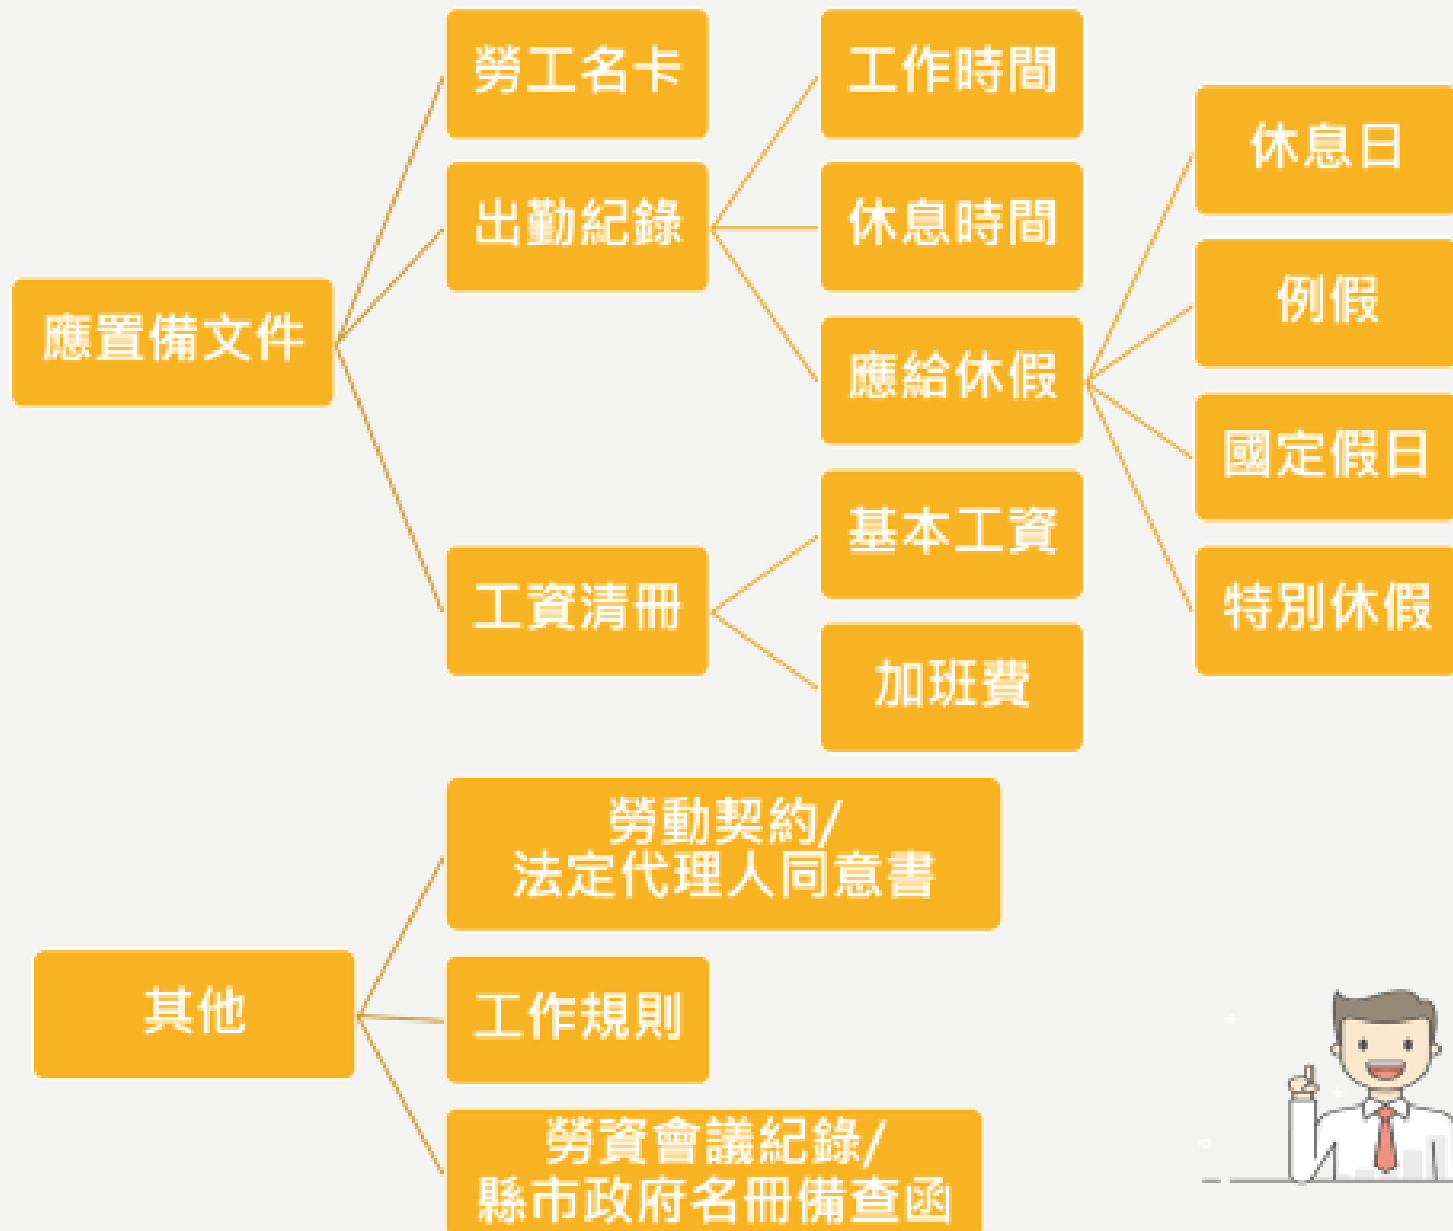 應置備文件
勞工名卡
出勤紀錄
工作時間
休息時間
應給休假
休息日
例假
國定假日
特別休假
工資清冊
基本工資
加班費
其他
勞動契約/
法定代理人同意書
工作規則
勞資會議紀錄/
縣市政府名冊備查函